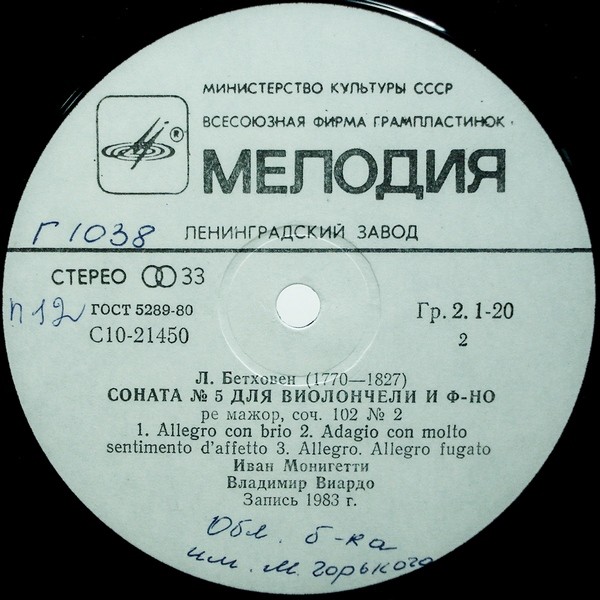 МИНИСТЕРСТВО КУЛЬТУРЫ СССР
ВСЕСОЮЗНАЯ ФИРМА ГРАМПЛАСТИНОК
®
МЕЛОДИЯ
Г 1038
ЛЕНИНГРАДСКИЙ ЗАВОД
СТЕРЕО 33
п 12
ГОСТ 5289-80
Гр. 2. 1-20
С10-21450
2
Л. Бетховен (1770—1827)
СОНАТА № 5 ДЛЯ ВИОЛОНЧЕЛИ И Ф-НО
ре мажор, соч. 102 № 2
1. Allegro con brio 2. Adagio con molto
sentimento d'affetto 3. Allegro. Allegro fugato
Иван Монигетти
Владимир Виардо
Запись 1983 г.
Обл. б-ка
им. М. Горького